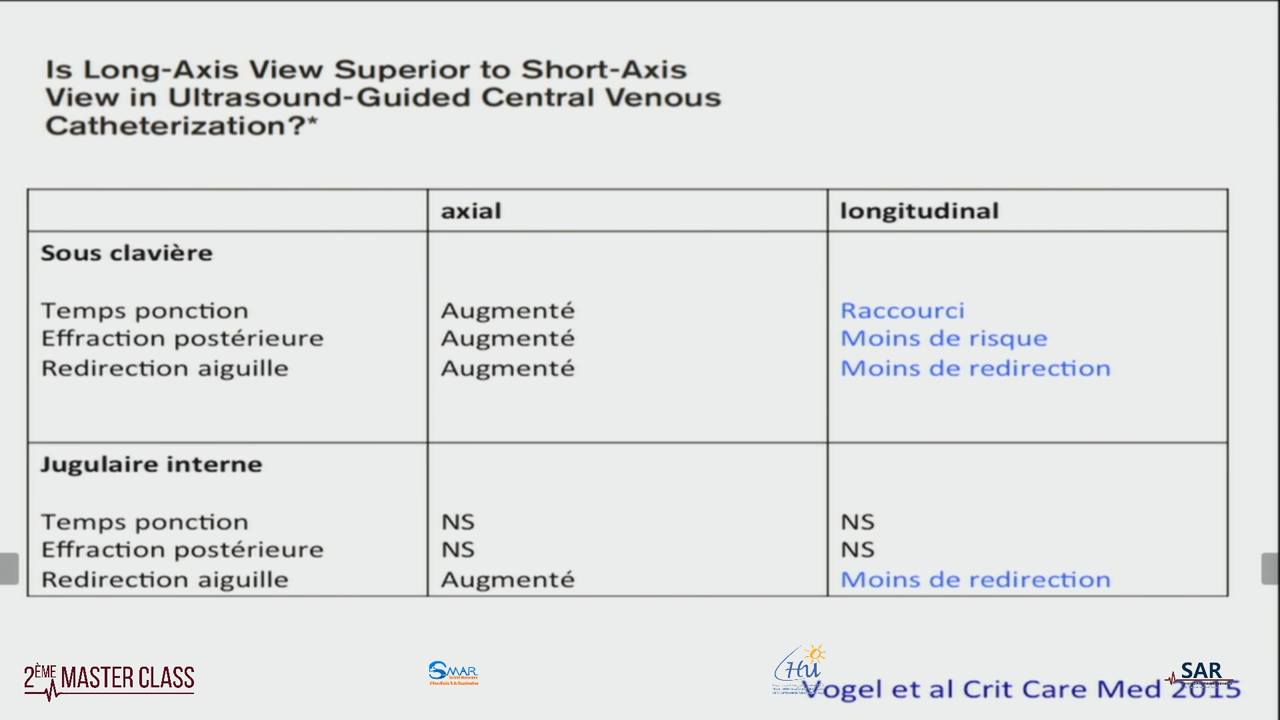 Is Long-Axis View Superior to Short-Axis
View in Ultrasound-Guided Central Venous
Catheterization?*
axial longitudinal
Sous clavière
Temps ponction Augmenté Raccourci
Effraction postérieure Augmenté Moins de risque
Redirection aiguille Augmenté Moins de redirection
Jugulaire interne
Temps ponction NS NS
Effraction postérieure NS NS
Redirection aiguille Augmenté Moins de redirection
2ÈME MASTER CLASS
SMAR
CHU
SAR
Vogel et al Crit Care Med 2015